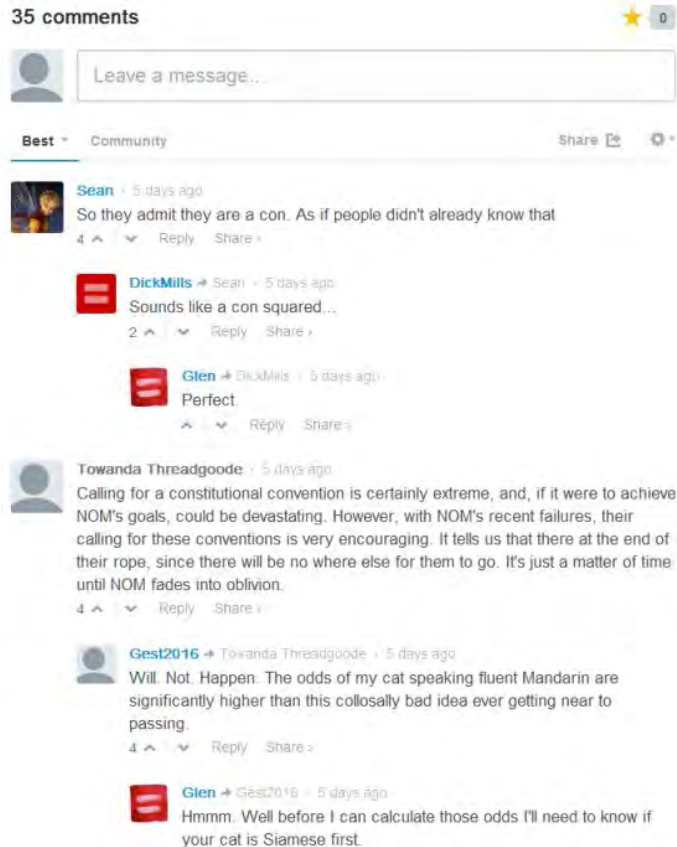 35 comments
0
Leave a message...
Best Community Share
Sean · 5 days ago
So they admit they are a con. As if people didn't already know that
4 Reply Share ›
DickMills → Sean · 5 days ago
Sounds like a con squared...
2 Reply Share ›
Glen → DickMills · 5 days ago
Perfect.
Reply Share ›
Towanda Threadgoode · 5 days ago
Calling for a constitutional convention is certainly extreme, and, if it were to achieve
NOM's goals, could be devastating. However, with NOM's recent failures, their
calling for these conventions is very encouraging. It tells us that there at the end of
their rope, since there will be no where else for them to go. It's just a matter of time
until NOM fades into oblivion.
4 Reply Share ›
Gest2016 → Towanda Threadgoode · 5 days ago
Will. Not. Happen. The odds of my cat speaking fluent Mandarin are
significantly higher than this collosally bad idea ever getting near to
passing.
4 Reply Share ›
Glen → Gest2016 · 5 days ago
Hmmm. Well before I can calculate those odds I'll need to know if
your cat is Siamese first.